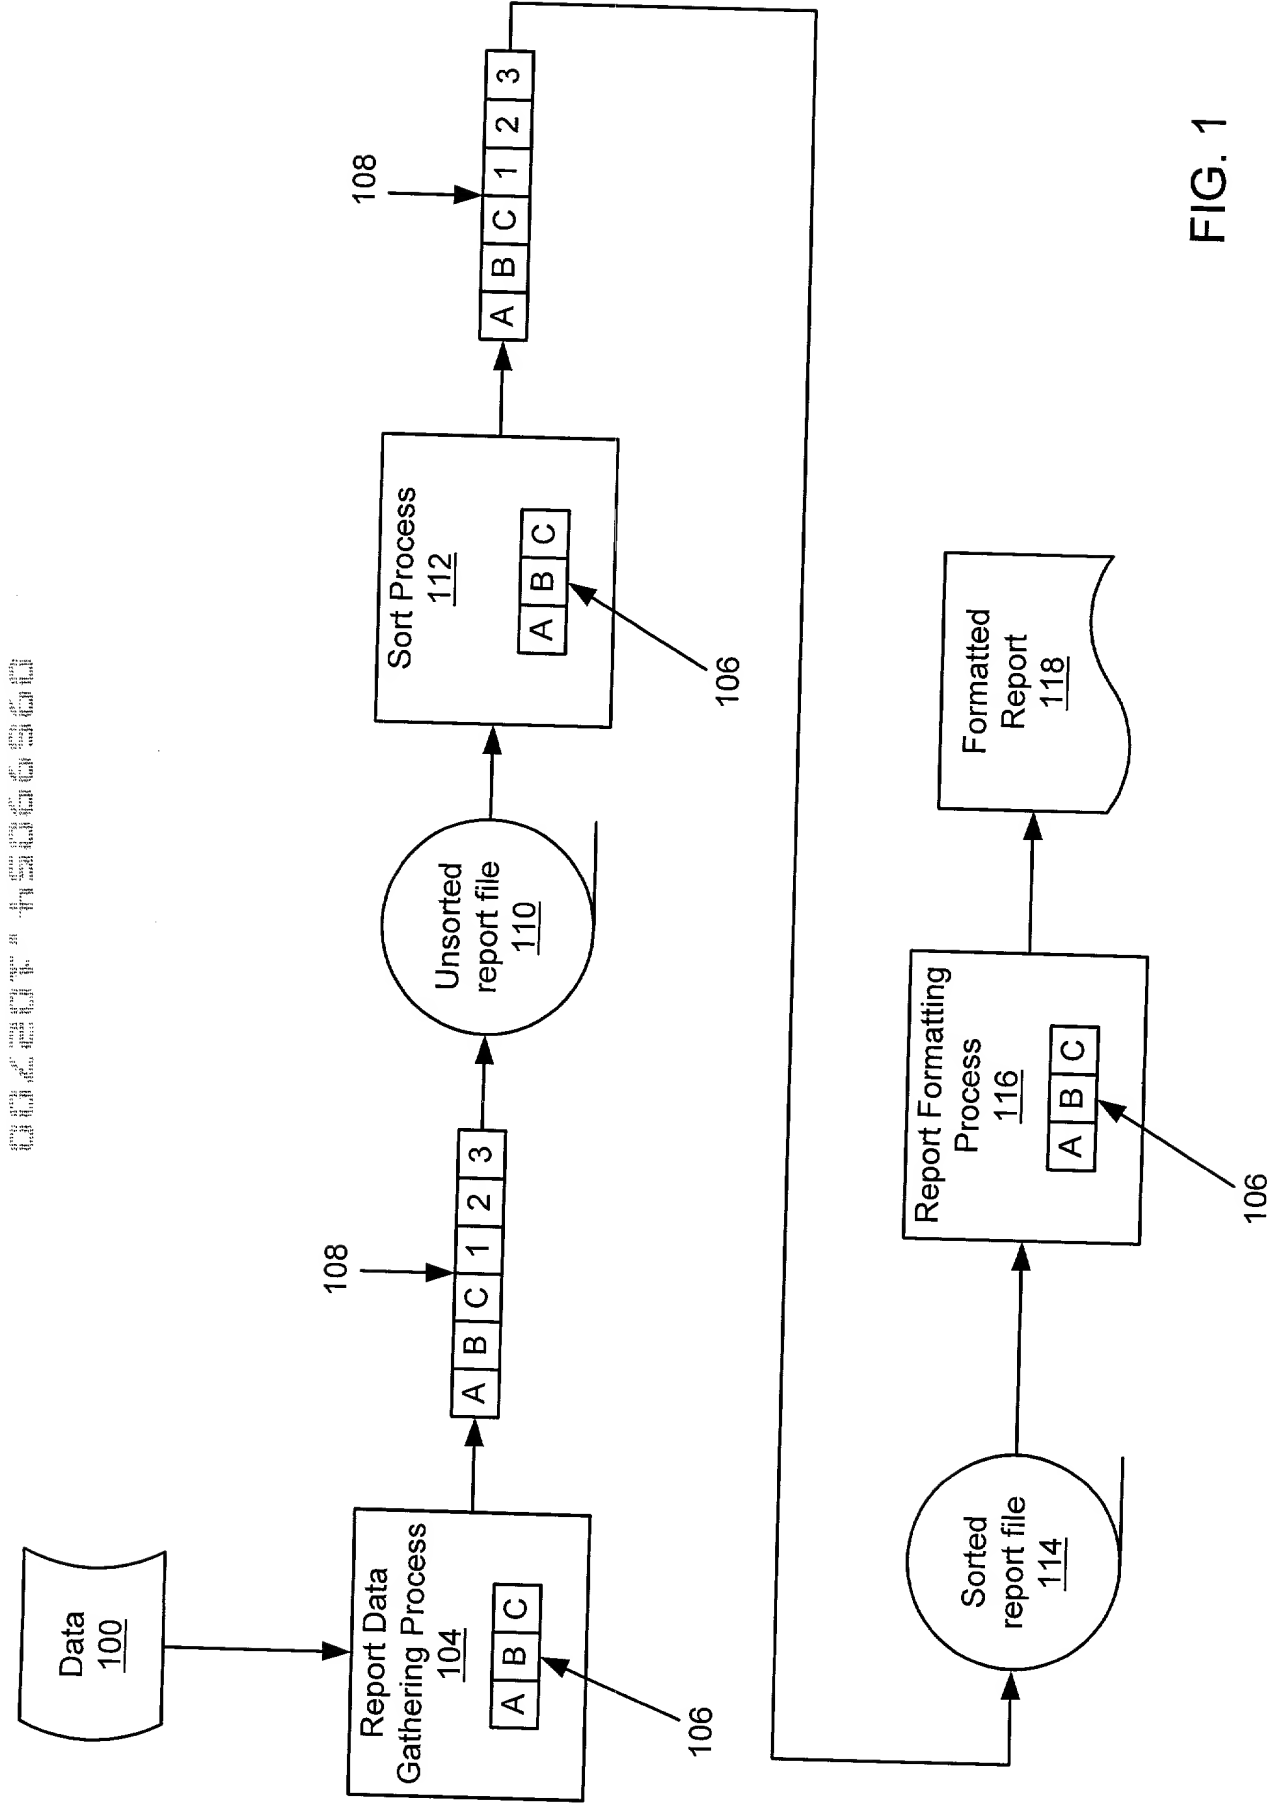 Data
100
Report Data
Gathering Process
104
A B C
106
108
A B C 1 2 3
Unsorted
report file
110
Sort Process
112
A B C
106
108
A B C 1 2 3
Sorted
report file
114
Report Formatting
Process
116
A B C
106
Formatted
Report
118
FIG. 1